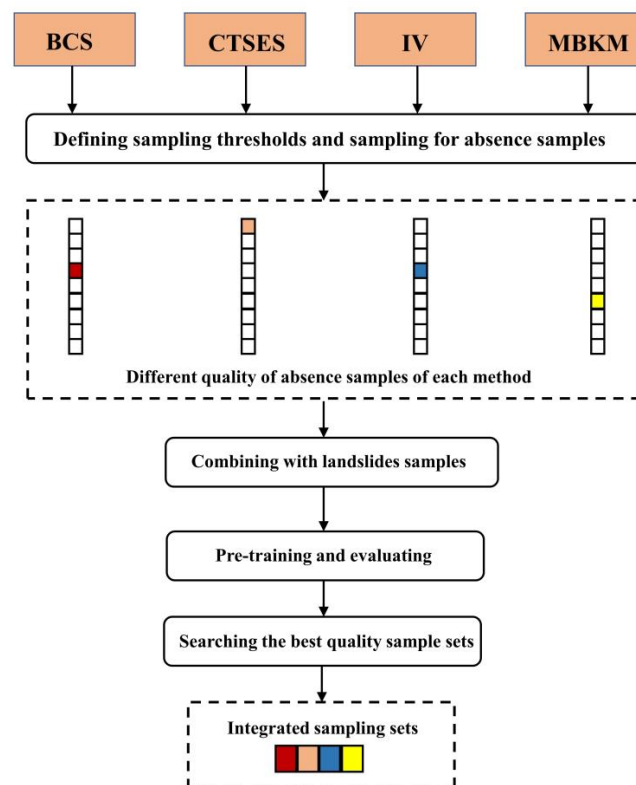 BCS
CTSES
IV
MBKM
Defining sampling thresholds and sampling for absence samples
Different quality of absence samples of each method
Combining with landslides samples
Pre-training and evaluating
Searching the best quality sample sets
Integrated sampling sets